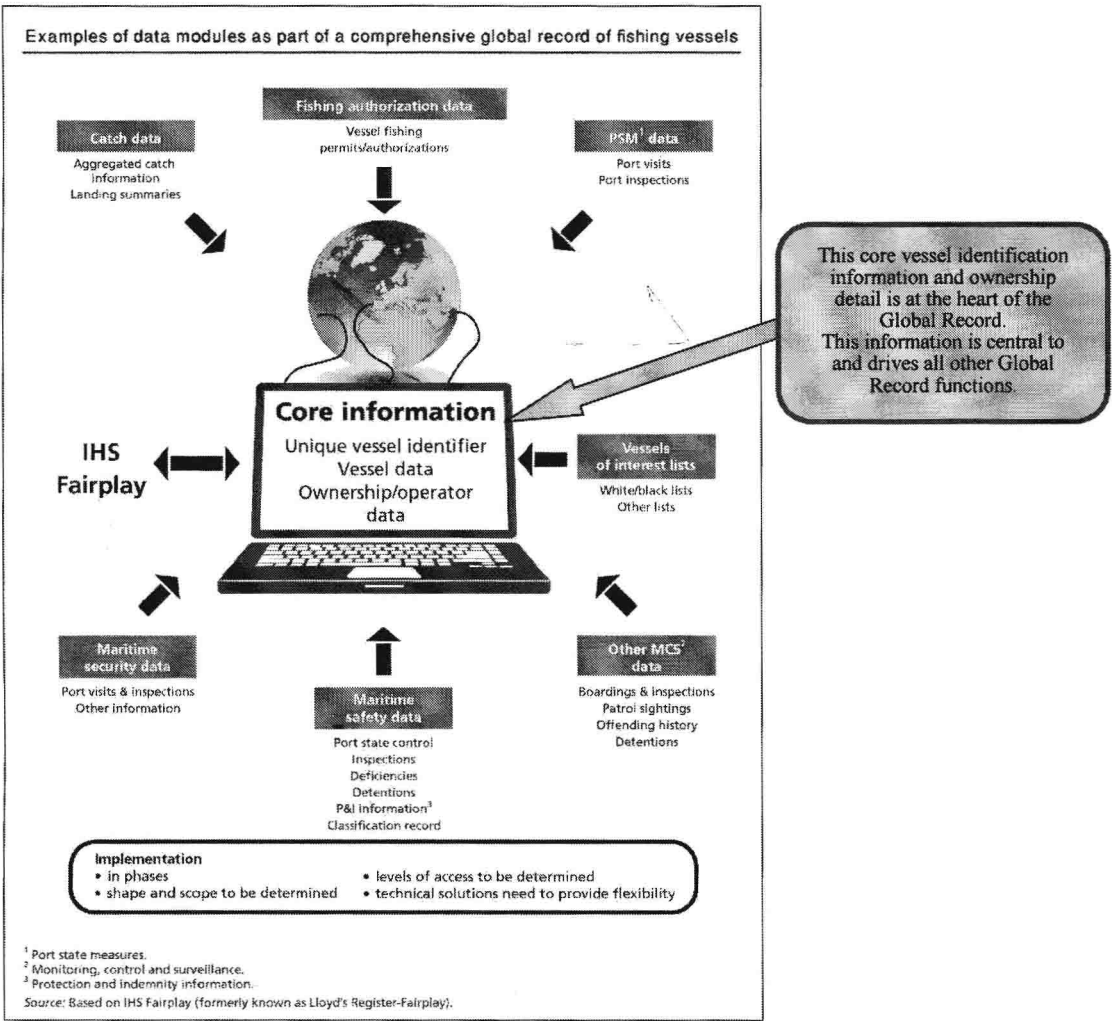 Examples of data modules as part of a comprehensive global record of fishing vessels
Fishing authorization data
Vessel fishing
permits/authorizations
Catch data
Aggregated catch
information
Landing summaries
PSM¹ data
Port visits
Port inspections
This core vessel identification
information and ownership
detail is at the heart of the
Global Record.
This information is central to
and drives all other Global
Record functions.
Core information
Unique vessel identifier
Vessel data
Ownership/operator
data
IHS
Fairplay
Vessels
of interest lists
White/black lists
Other lists
Maritime
security data
Port visits & inspections
Other information
Maritime
safety data
Port state control
Inspections
Deficiencies
Detentions
P&I information³
Classification record
Other MCS²
data
Boardings & inspections
Patrol sightings
Offending history
Detentions
Implementation
• in phases
• shape and scope to be determined
• levels of access to be determined
• technical solutions need to provide flexibility
¹ Port state measures.
² Monitoring, control and surveillance.
³ Protection and indemnity information.
Source: Based on IHS Fairplay (formerly known as Lloyd's Register-Fairplay).